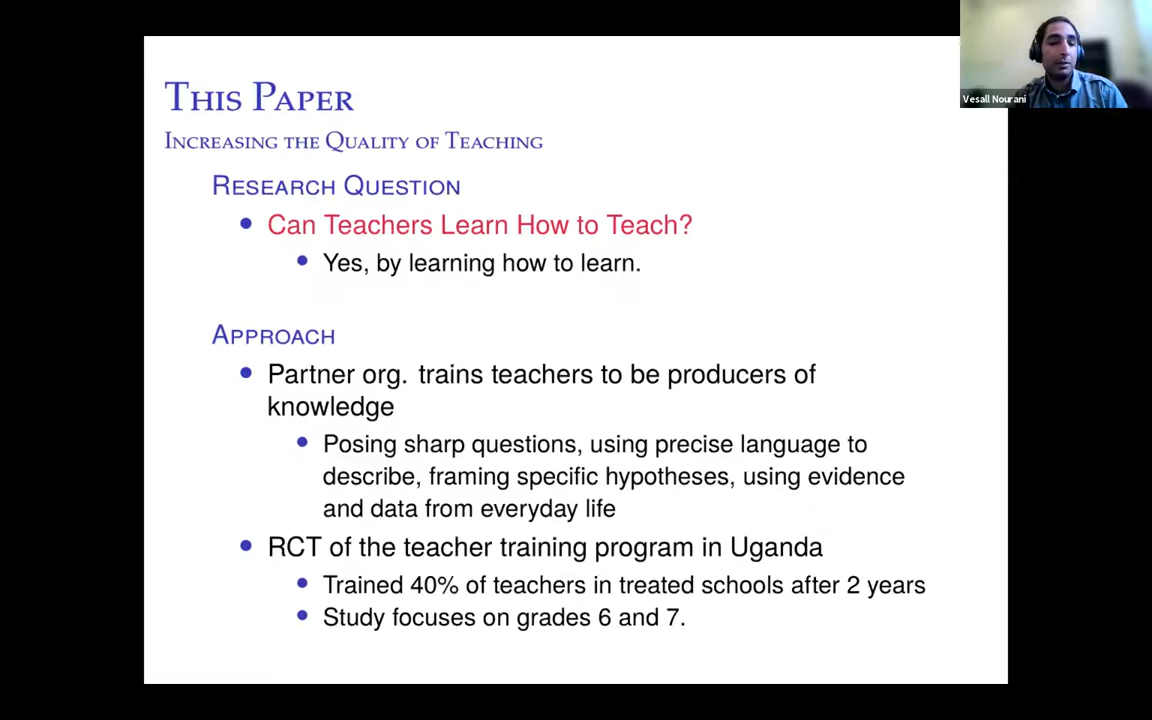 THIS PAPER
INCREASING THE QUALITY OF TEACHING
RESEARCH QUESTION
Can Teachers Learn How to Teach?
Yes, by learning how to learn.
APPROACH
Partner org. trains teachers to be producers of
knowledge
Posing sharp questions, using precise language to
describe, framing specific hypotheses, using evidence
and data from everyday life
RCT of the teacher training program in Uganda
Trained 40% of teachers in treated schools after 2 years
Study focuses on grades 6 and 7.
Vesall Nourani